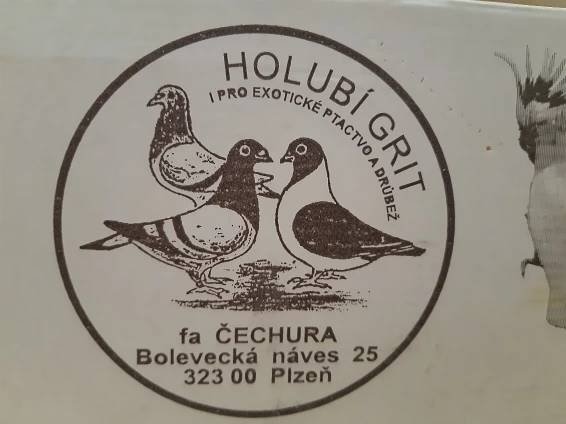 HOLUBÍ GRIT
I PRO EXOTICKÉ PTACTVO A DRŮBEŽ
fa ČECHURA
Bolevecká náves 25
323 00 Plzeň